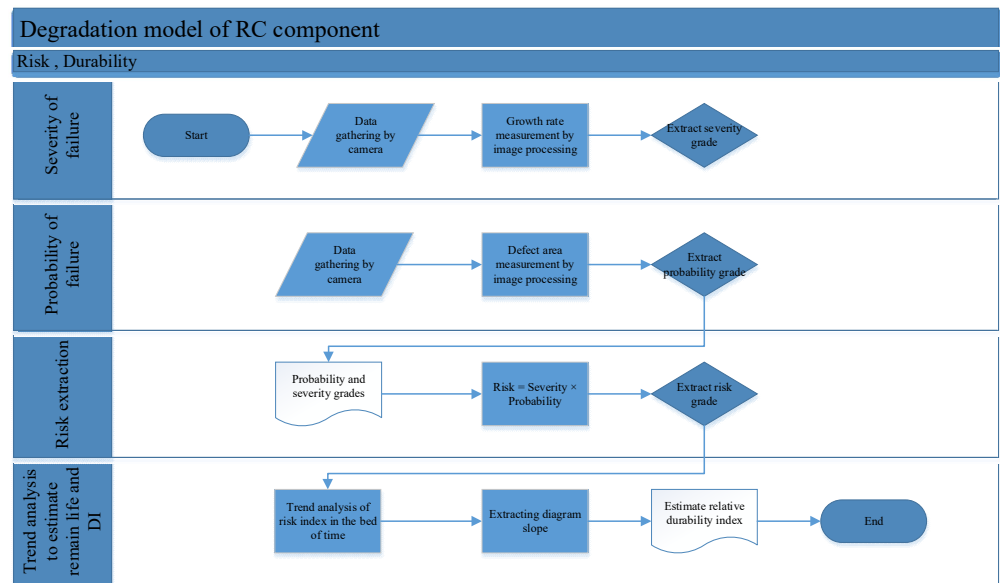 Degradation model of RC component
Risk , Durability
Severity of
failure
Start
Data
gathering by
camera
Growth rate
measurement by
image processing
Extract severity
grade
Probability of
failure
Data
gathering by
camera
Defect area
measurement by
image processing
Extract
probability grade
Risk extraction
Probability and
severity grades
Risk = Severity ×
Probability
Extract risk
grade
Trend analysis
to estimate
remain life and
DI
Trend analysis of
risk index in the bed
of time
Extracting diagram
slope
Estimate relative
durability index
End